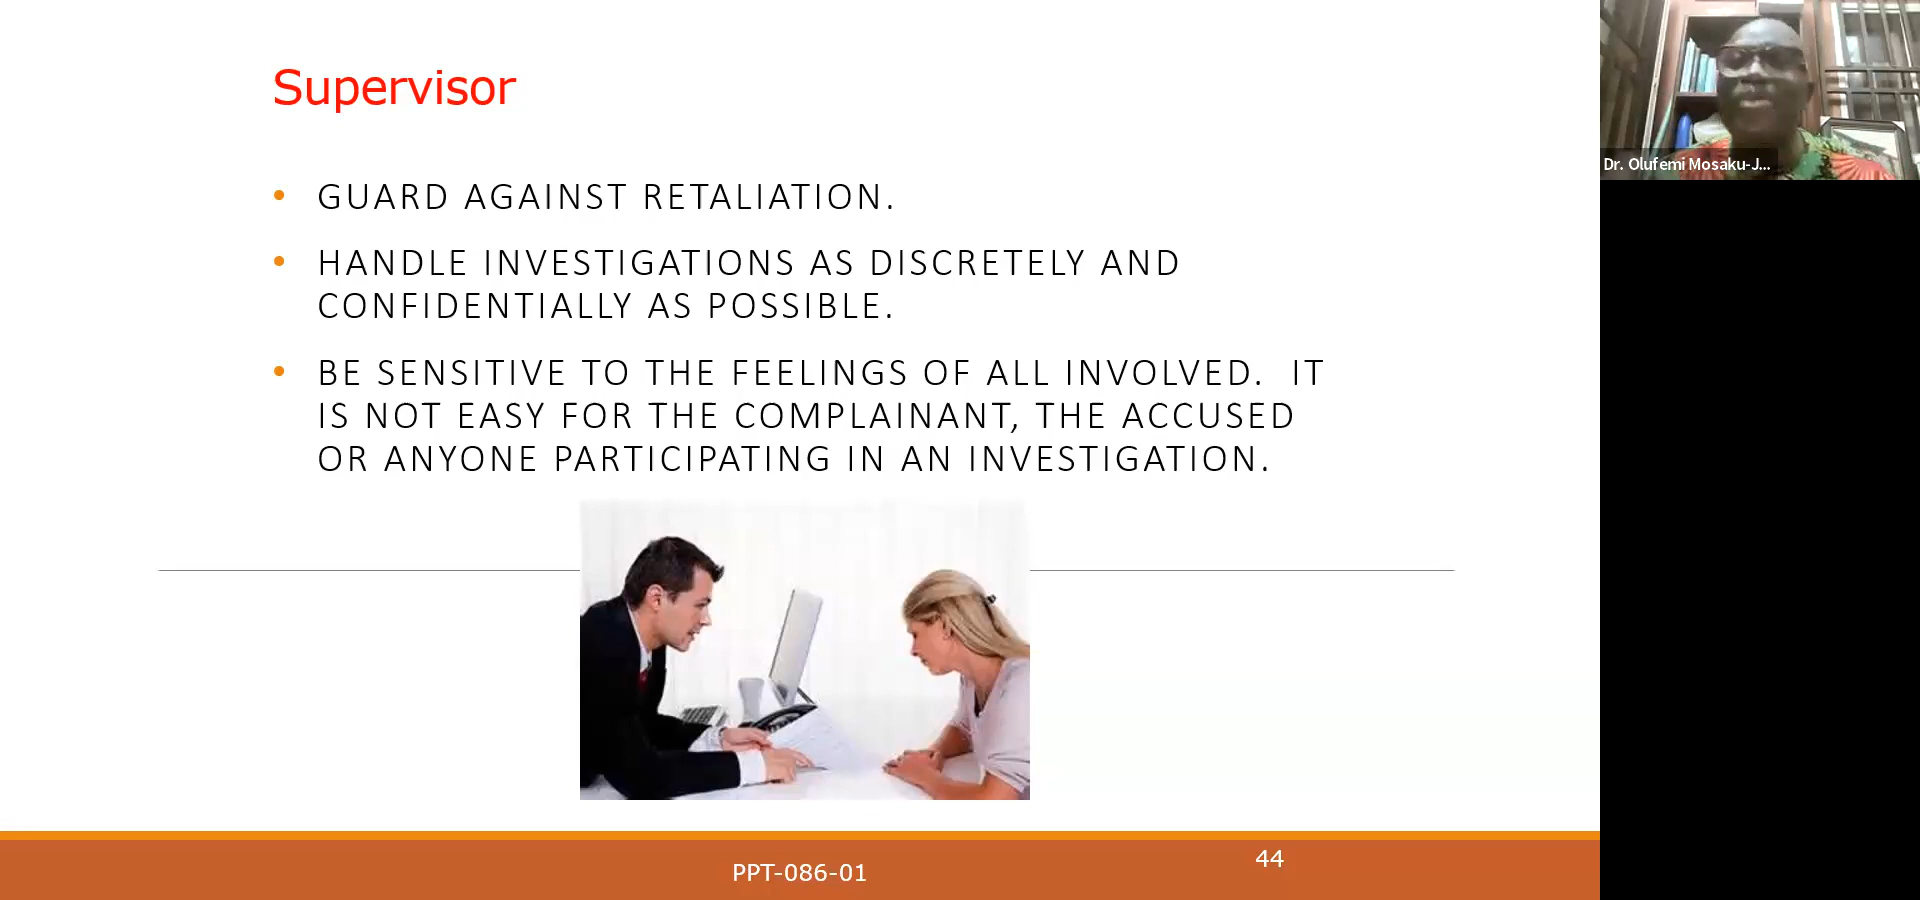 Supervisor
• GUARD AGAINST RETALIATION.
• HANDLE INVESTIGATIONS AS DISCRETELY AND
CONFIDENTIALLY AS POSSIBLE.
• BE SENSITIVE TO THE FEELINGS OF ALL INVOLVED. IT
IS NOT EASY FOR THE COMPLAINANT, THE ACCUSED
OR ANYONE PARTICIPATING IN AN INVESTIGATION.
PPT-086-01
44
Dr. Olufemi Mosaku-J...